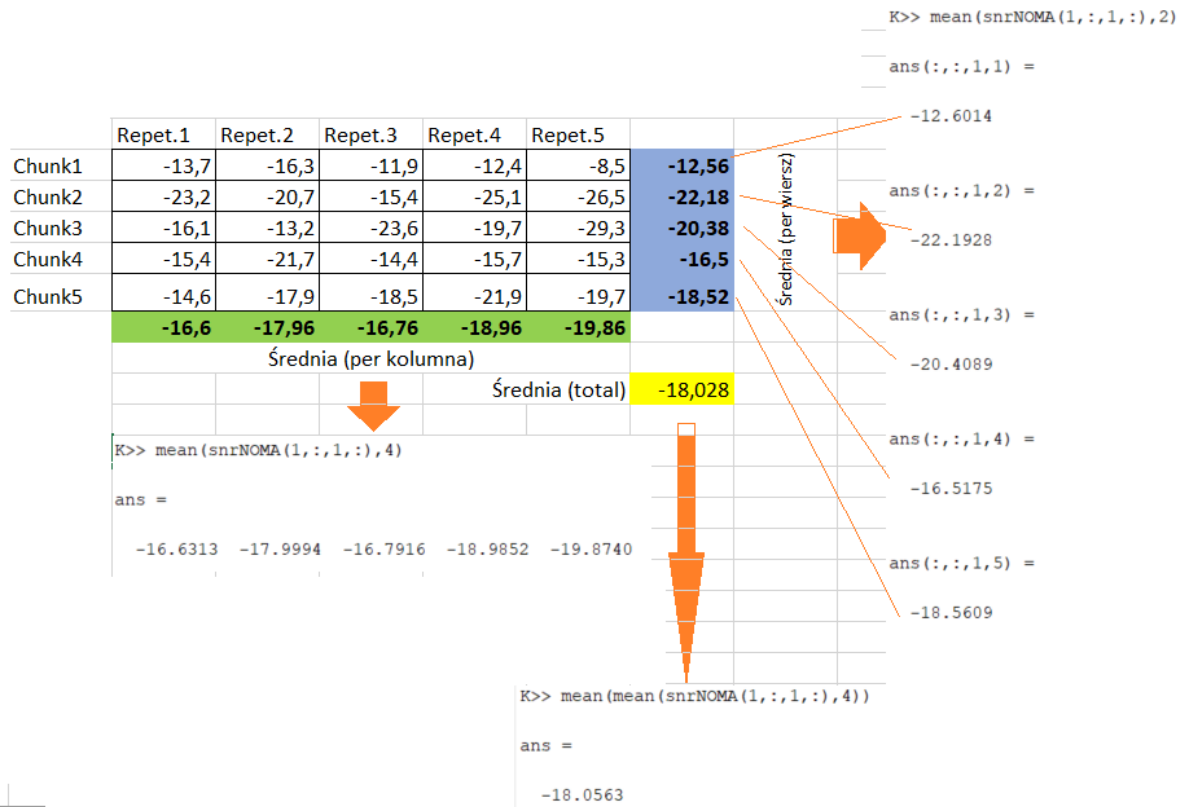 K>> mean(snrNOMA(1,:,1,:),2)
ans(:,:,1,1) =
-12.6014
ans(:,:,1,2) =
-22.1928
ans(:,:,1,3) =
-20.4089
ans(:,:,1,4) =
-16.5175
ans(:,:,1,5) =
-18.5609
Repet.1 Repet.2 Repet.3 Repet.4 Repet.5
Chunk1 -13,7 -16,3 -11,9 -12,4 -8,5 -12,56
Chunk2 -23,2 -20,7 -15,4 -25,1 -26,5 -22,18
Chunk3 -16,1 -13,2 -23,6 -19,7 -29,3 -20,38
Chunk4 -15,4 -21,7 -14,4 -15,7 -15,3 -16,5
Chunk5 -14,6 -17,9 -18,5 -21,9 -19,7 -18,52
-16,6 -17,96 -16,76 -18,96 -19,86
Średnia (per wiersz)
Średnia (per kolumna)
Średnia (total) -18,028
K>> mean(snrNOMA(1,:,1,:),4)
ans =
-16.6313 -17.9994 -16.7916 -18.9852 -19.8740
K>> mean(mean(snrNOMA(1,:,1,:),4))
ans =
-18.0563